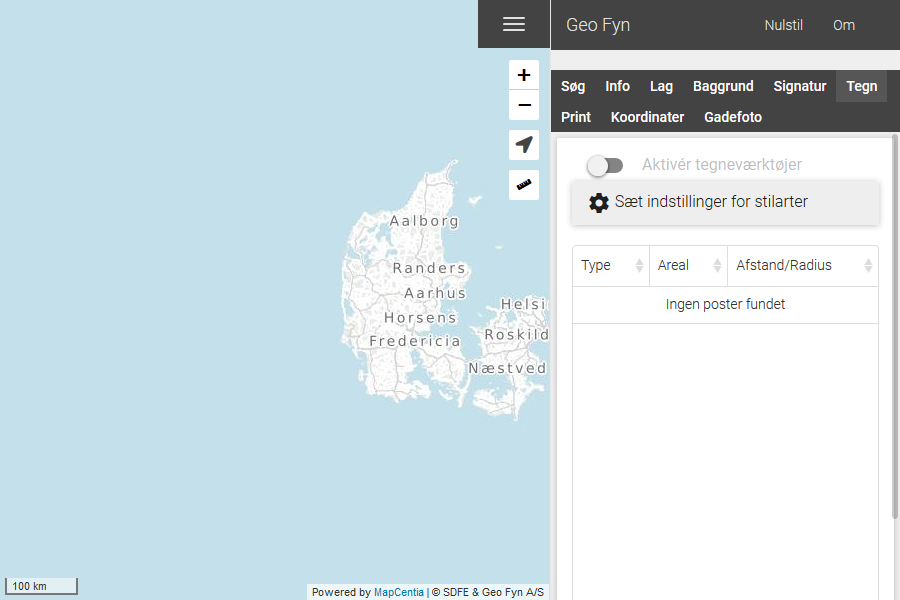 Geo Fyn
Nulstil
Om
Søg Info Lag Baggrund Signatur Tegn
Print Koordinater Gadefoto
+
−
Aktivér tegneværktøjer
Sæt indstillinger for stilarter
Type Areal Afstand/Radius
Ingen poster fundet
Aalborg
Randers
Aarhus
Helsi
Horsens
Roskild
Fredericia
Næstved
100 km
Powered by MapCentia | © SDFE & Geo Fyn A/S